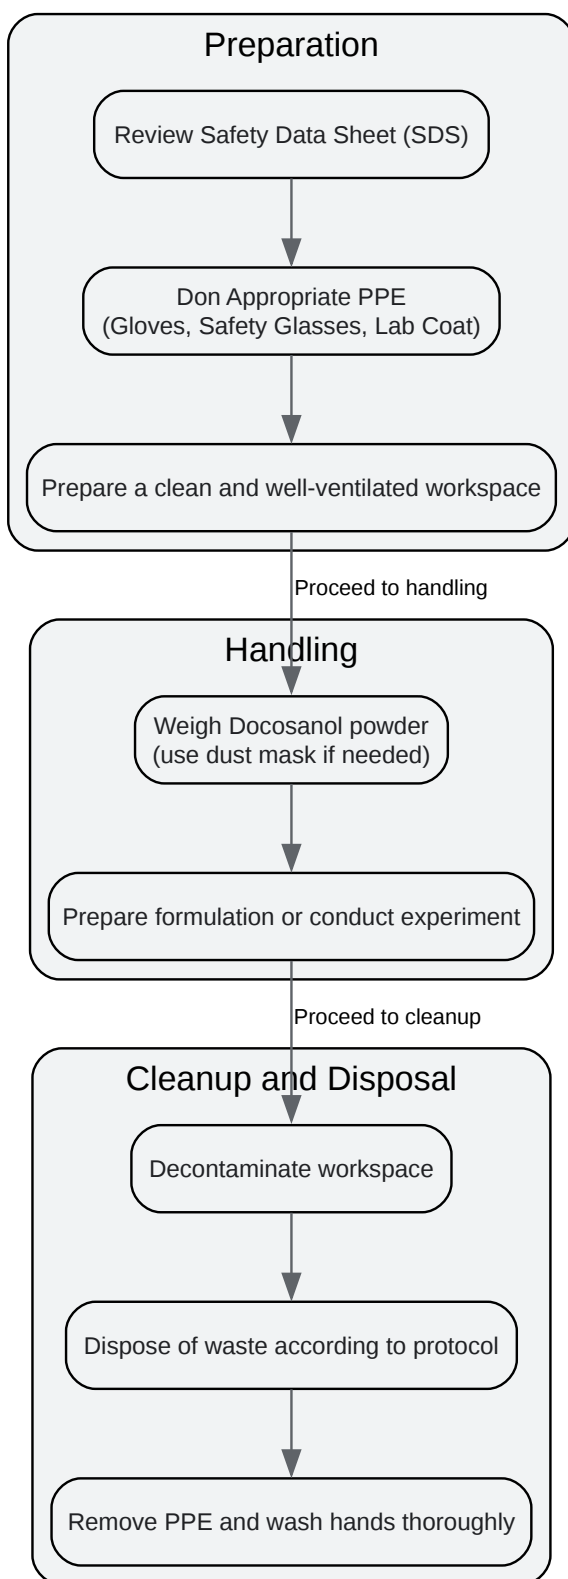 Preparation
Review Safety Data Sheet (SDS)
Don Appropriate PPE
(Gloves, Safety Glasses, Lab Coat)
Prepare a clean and well-ventilated workspace
Proceed to handling
Handling
Weigh Docosanol powder
(use dust mask if needed)
Prepare formulation or conduct experiment
Proceed to cleanup
Cleanup and Disposal
Decontaminate workspace
Dispose of waste according to protocol
Remove PPE and wash hands thoroughly